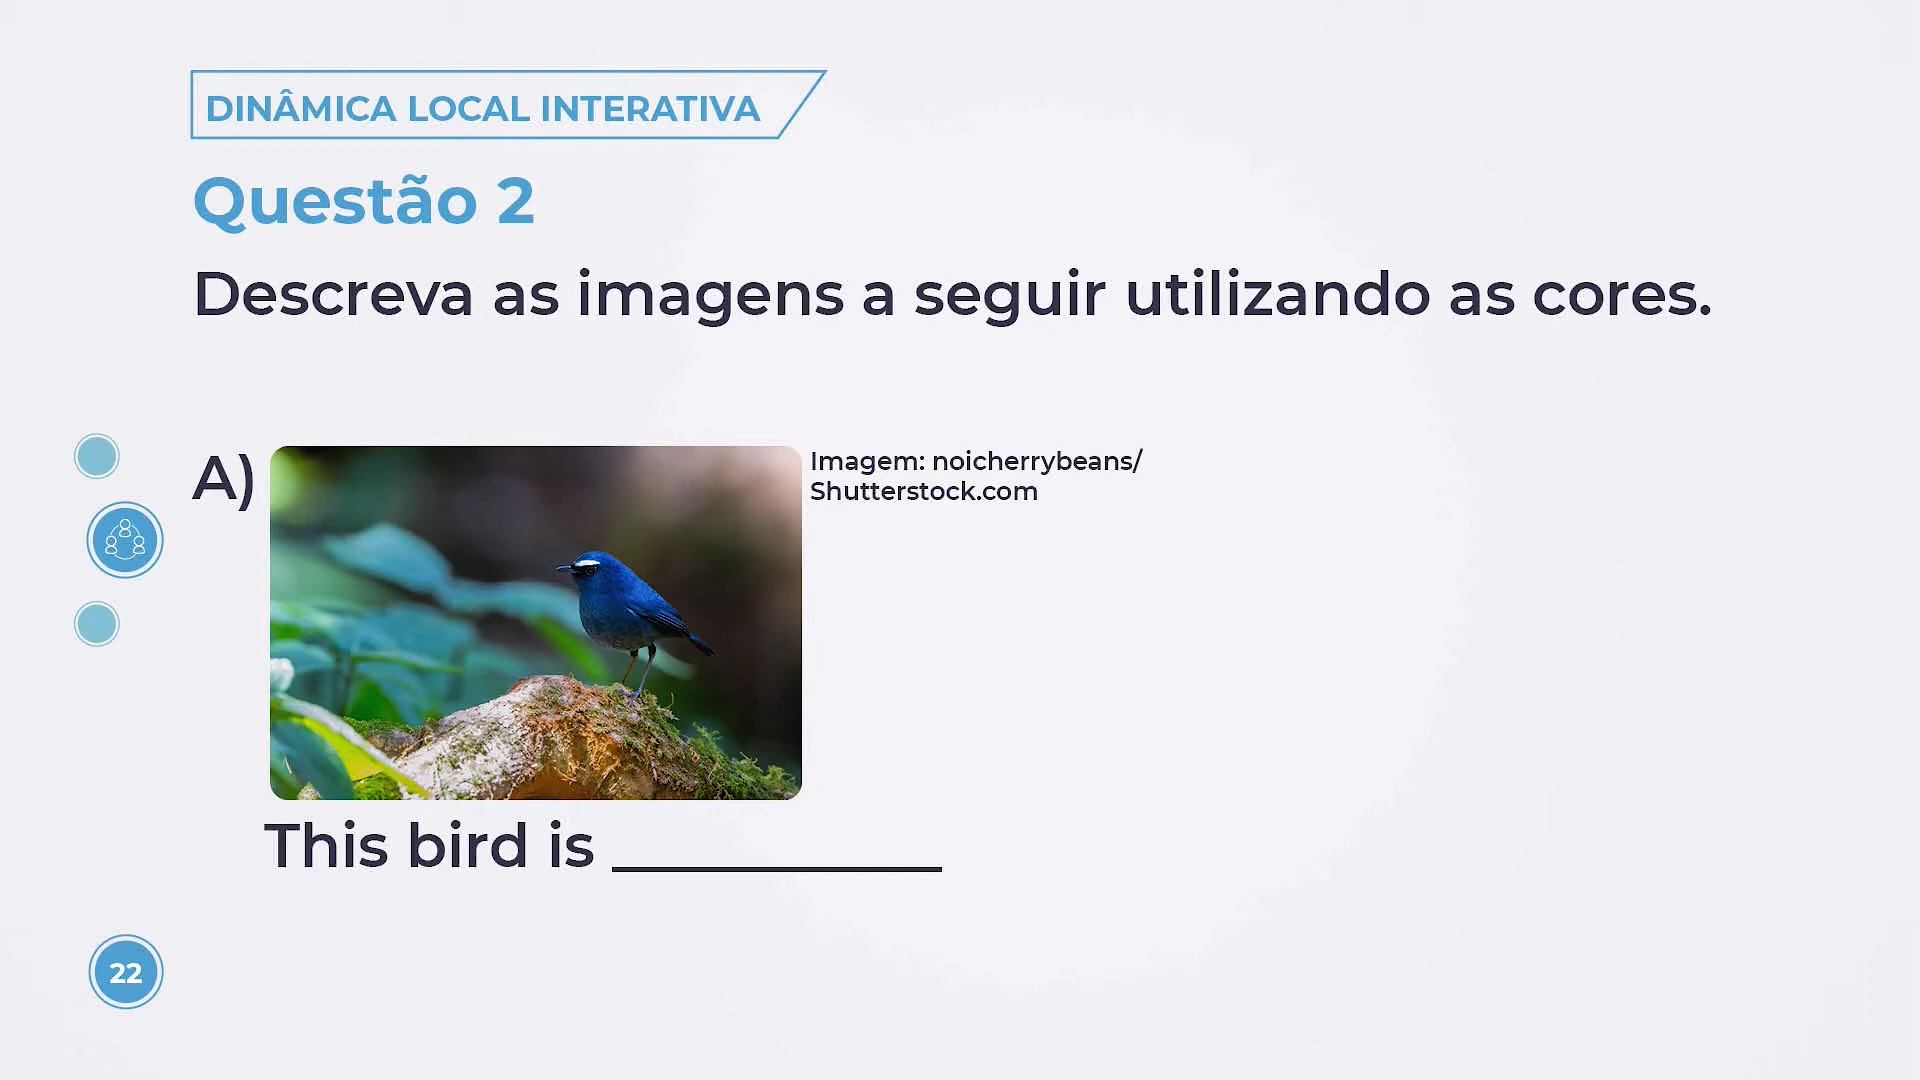 DINÂMICA LOCAL INTERATIVA
Questão 2
Descreva as imagens a seguir utilizando as cores.
A)
Imagem: noicherrybeans/
Shutterstock.com
This bird is __________
22